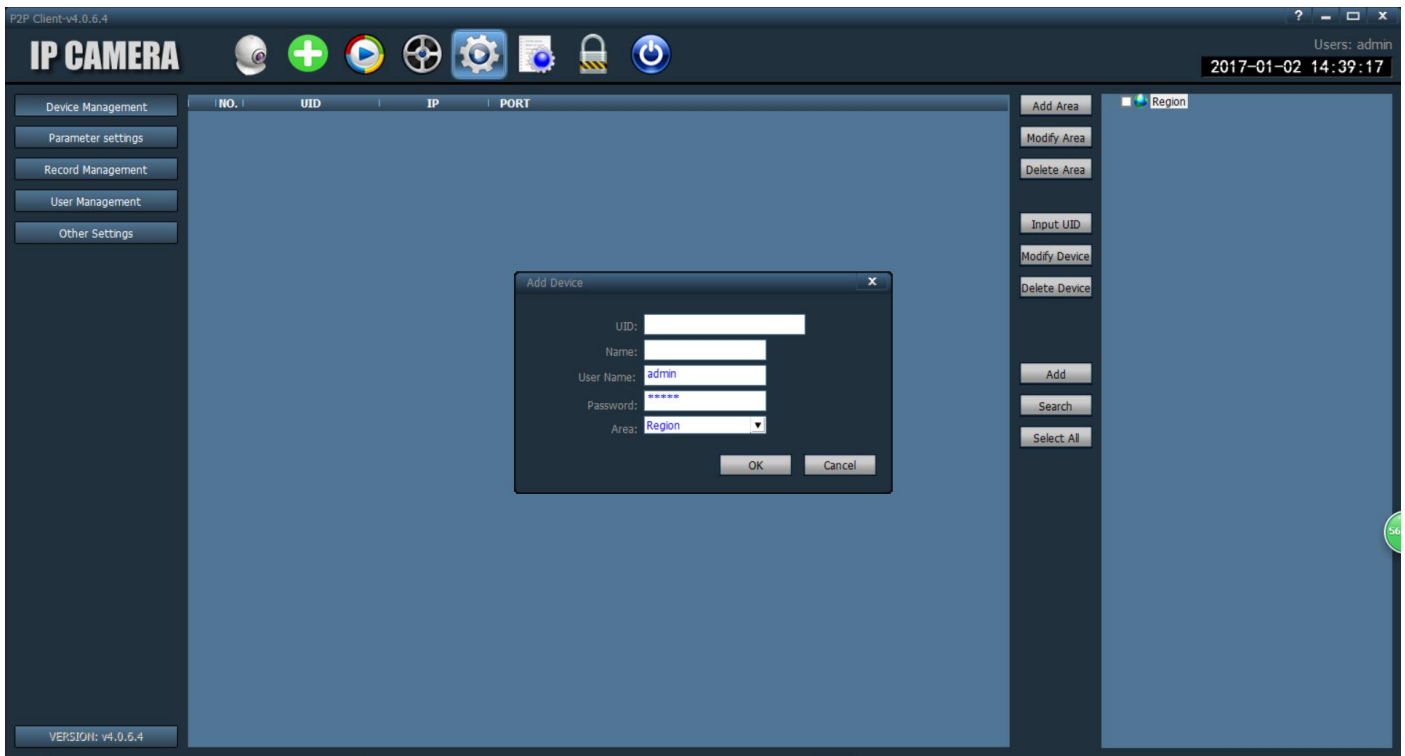 P2P Client-v4.0.6.4
?
IP CAMERA
Users: admin
2017-01-02 14:39:17
Device Management
Parameter settings
Record Management
User Management
Other Settings
NO. UID IP PORT
Add Area
Modify Area
Delete Area
Input UID
Modify Device
Delete Device
Add
Search
Select All
Region
Add Device
UID:
Name:
User Name: admin
Password: *****
Area: Region
OK Cancel
56
VERSION: v4.0.6.4